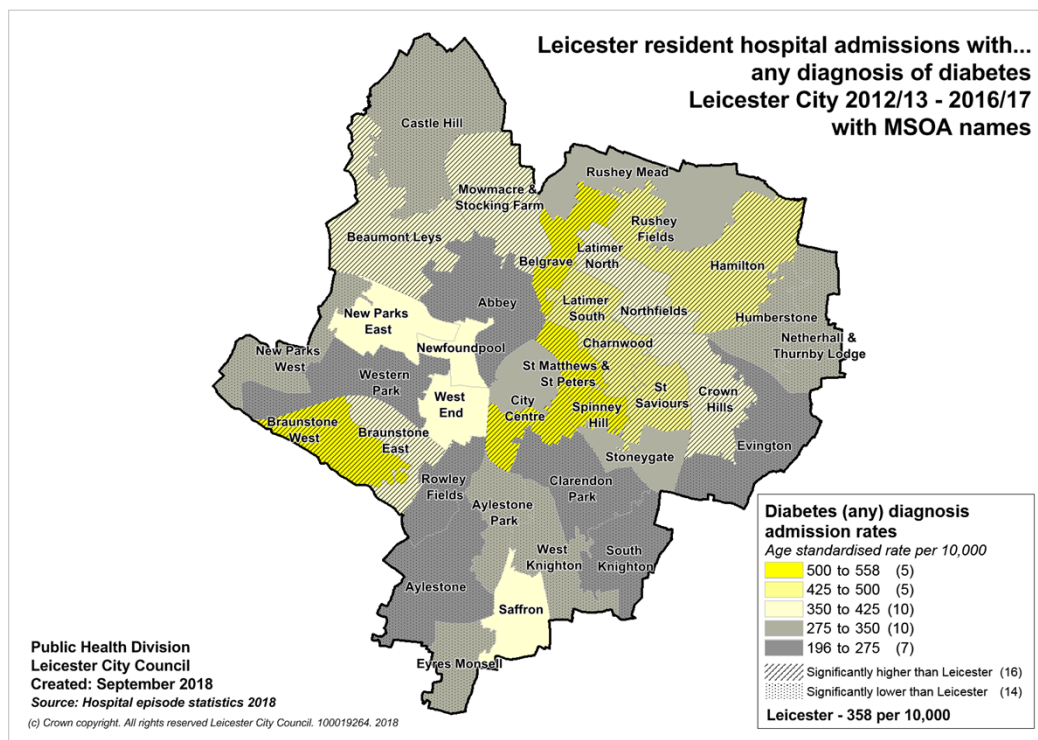 Leicester resident hospital admissions with...
any diagnosis of diabetes
Leicester City 2012/13 - 2016/17
with MSOA names
Castle Hill
Rushey Mead
Mowmacre &
Stocking Farm
Rushey
Fields
Beaumont Leys
Latimer
North
Belgrave
Hamilton
Abbey
Latimer
South
Northfields
New Parks
East
Humberstone
Netherhall &
Thurnby Lodge
Charnwood
Newfoundpool
New Parks
West
St Matthews &
St Peters
Western
Park
St
Saviours
Crown
Hills
West
End
City
Centre
Spinney
Hill
Braunstone
West
Braunstone
East
Evington
Stoneygate
Rowley
Fields
Clarendon
Park
Aylestone
Park
West
Knighton
South
Knighton
Aylestone
Saffron
Eyres Monsell
Diabetes (any) diagnosis
admission rates
Age standardised rate per 10,000
500 to 558 (5)
425 to 500 (5)
350 to 425 (10)
275 to 350 (10)
196 to 275 (7)
Significantly higher than Leicester (16)
Significantly lower than Leicester (14)
Leicester - 358 per 10,000
Public Health Division
Leicester City Council
Created: September 2018
Source: Hospital episode statistics 2018
(c) Crown copyright. All rights reserved Leicester City Council. 100019264. 2018